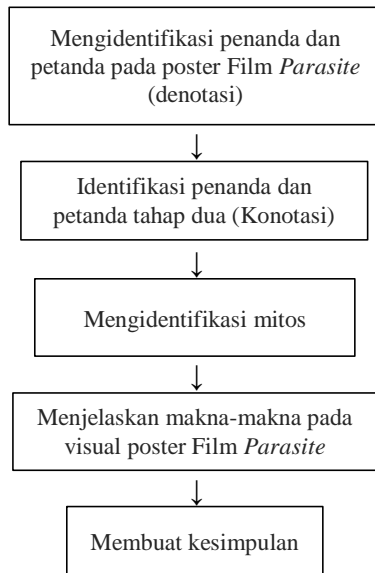 Mengidentifikasi penanda dan
petanda pada poster Film Parasite
(denotasi)
↓
Identifikasi penanda dan
petanda tahap dua (Konotasi)
↓
Mengidentifikasi mitos
↓
Menjelaskan makna-makna pada
visual poster Film Parasite
↓
Membuat kesimpulan